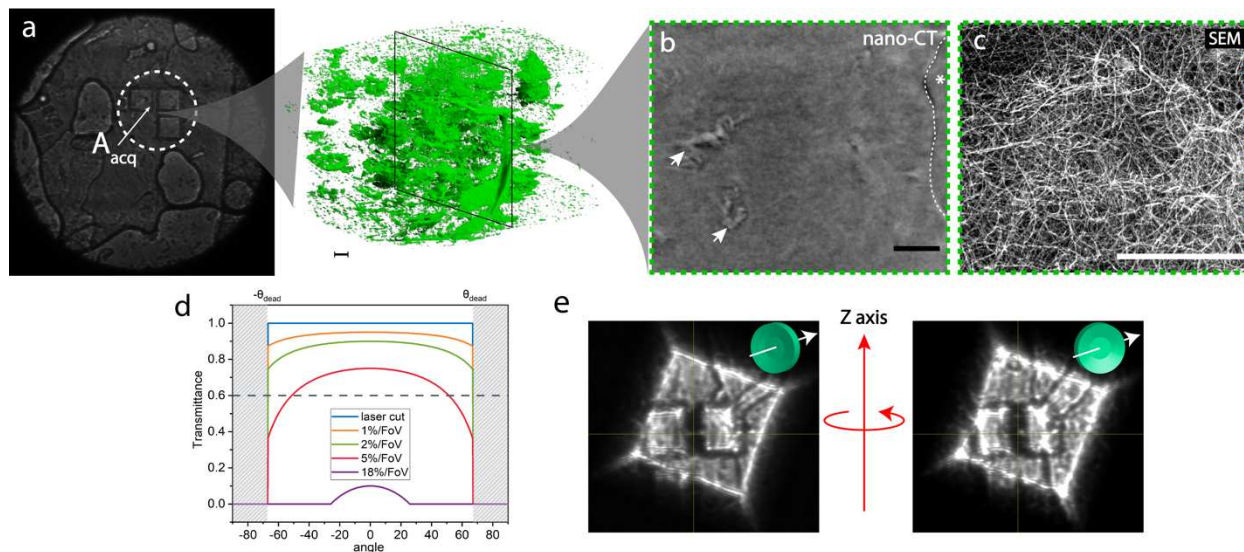 a
A acq
b
nano-CT
*
c
SEM
d
-θdead
θdead
Transmittance
1.0
0.8
0.6
0.4
0.2
0.0
laser cut
1%/FoV
2%/FoV
5%/FoV
18%/FoV
-80 -60 -40 -20 0 20 40 60 80
angle
e
Z axis